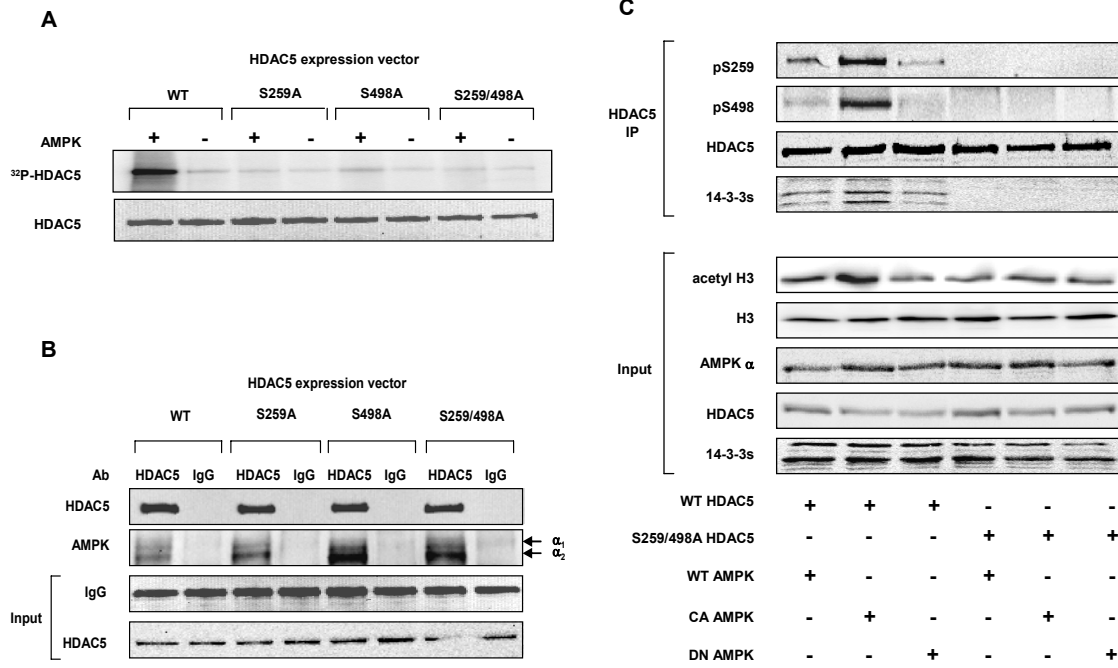 A
HDAC5 expression vector
WT S259A S498A S259/498A
AMPK + - + - + - + -
³²P-HDAC5
HDAC5
B
HDAC5 expression vector
WT S259A S498A S259/498A
Ab HDAC5 IgG HDAC5 IgG HDAC5 IgG HDAC5 IgG
HDAC5
AMPK α₁
α₂
Input
IgG
HDAC5
C
HDAC5 IP
pS259
pS498
HDAC5
14-3-3s
Input
acetyl H3
H3
AMPK α
HDAC5
14-3-3s
WT HDAC5 + + + - - -
S259/498A HDAC5 - - - + + +
WT AMPK + - - + - -
CA AMPK - + - - + -
DN AMPK - - + - - +